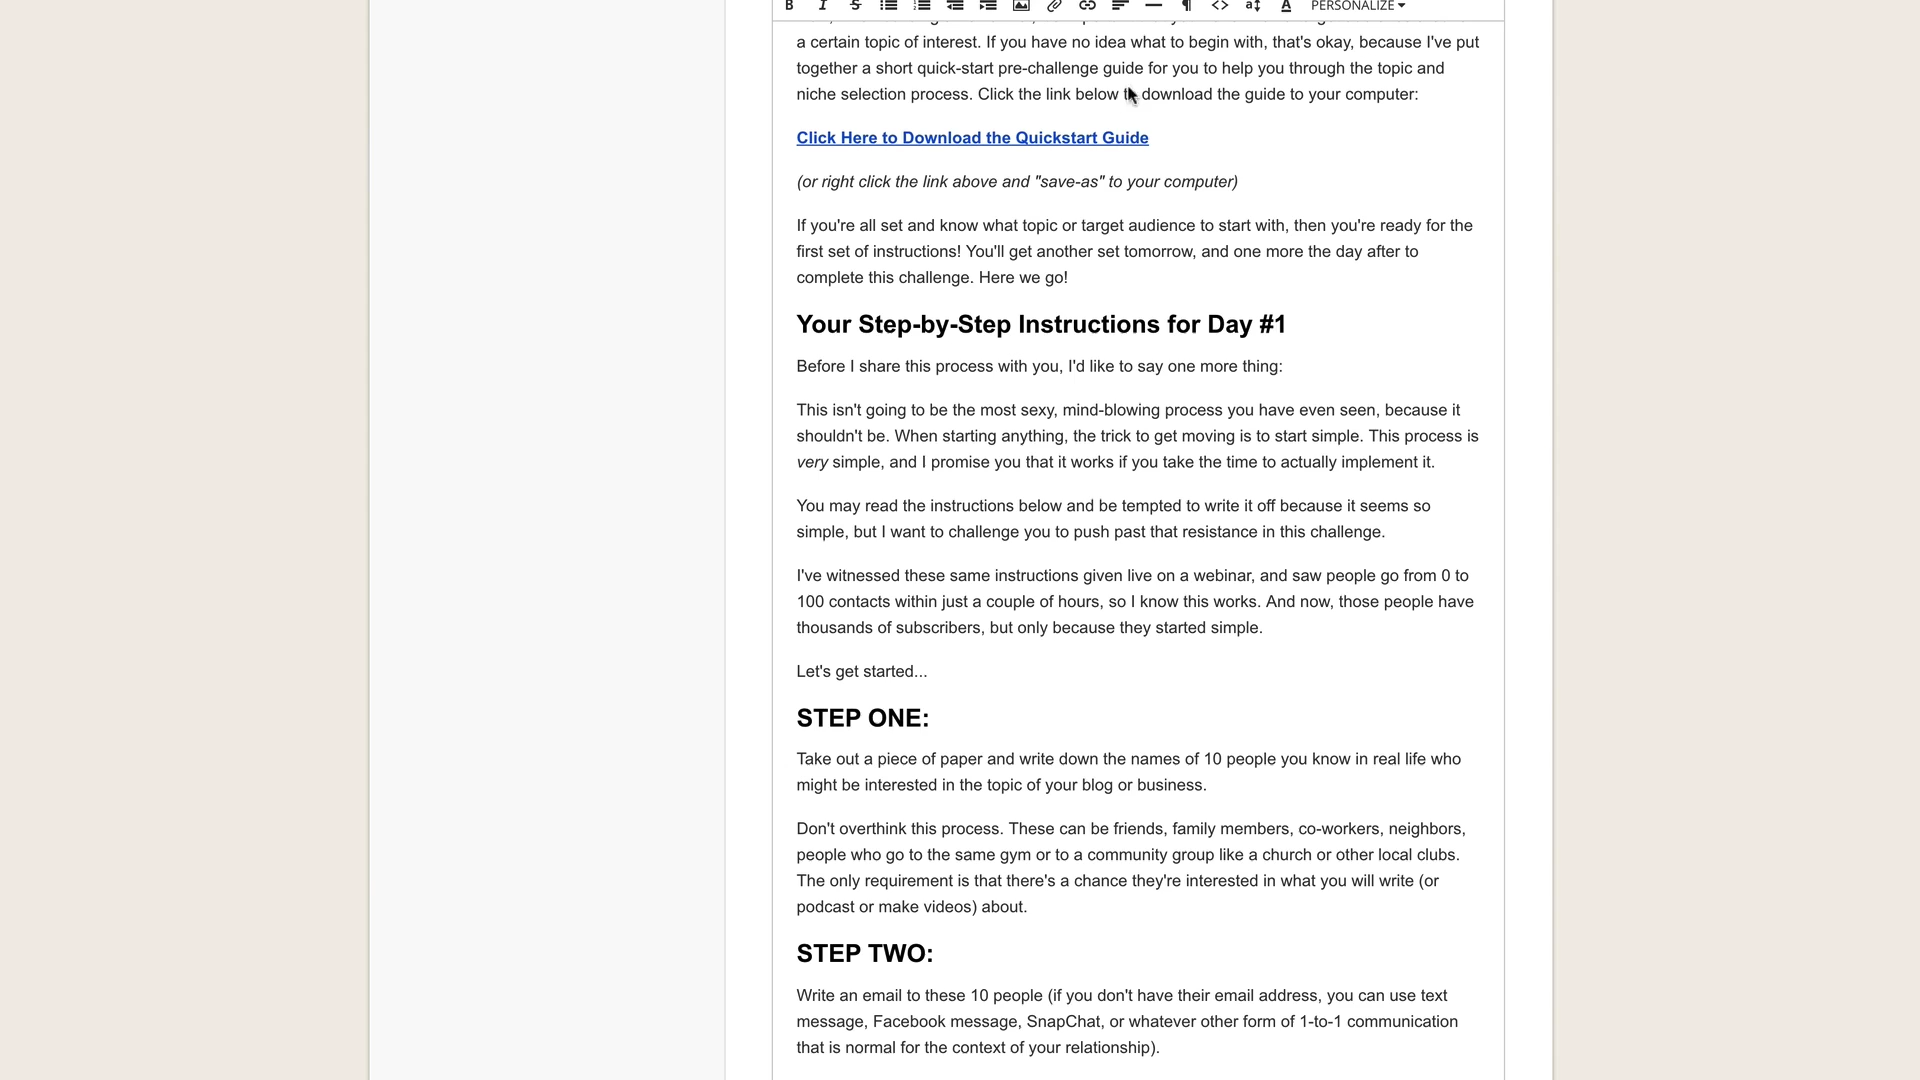 PERSONALIZE
a certain topic of interest. If you have no idea what to begin with, that's okay, because I've put
together a short quick-start pre-challenge guide for you to help you through the topic and
niche selection process. Click the link below to download the guide to your computer:
Click Here to Download the Quickstart Guide
(or right click the link above and "save-as" to your computer)
If you're all set and know what topic or target audience to start with, then you're ready for the
first set of instructions! You'll get another set tomorrow, and one more the day after to
complete this challenge. Here we go!
Your Step-by-Step Instructions for Day #1
Before I share this process with you, I'd like to say one more thing:
This isn't going to be the most sexy, mind-blowing process you have even seen, because it
shouldn't be. When starting anything, the trick to get moving is to start simple. This process is
very simple, and I promise you that it works if you take the time to actually implement it.
You may read the instructions below and be tempted to write it off because it seems so
simple, but I want to challenge you to push past that resistance in this challenge.
I've witnessed these same instructions given live on a webinar, and saw people go from 0 to
100 contacts within just a couple of hours, so I know this works. And now, those people have
thousands of subscribers, but only because they started simple.
Let's get started...
STEP ONE:
Take out a piece of paper and write down the names of 10 people you know in real life who
might be interested in the topic of your blog or business.
Don't overthink this process. These can be friends, family members, co-workers, neighbors,
people who go to the same gym or to a community group like a church or other local clubs.
The only requirement is that there's a chance they're interested in what you will write (or
podcast or make videos) about.
STEP TWO:
Write an email to these 10 people (if you don't have their email address, you can use text
message, Facebook message, SnapChat, or whatever other form of 1-to-1 communication
that is normal for the context of your relationship).